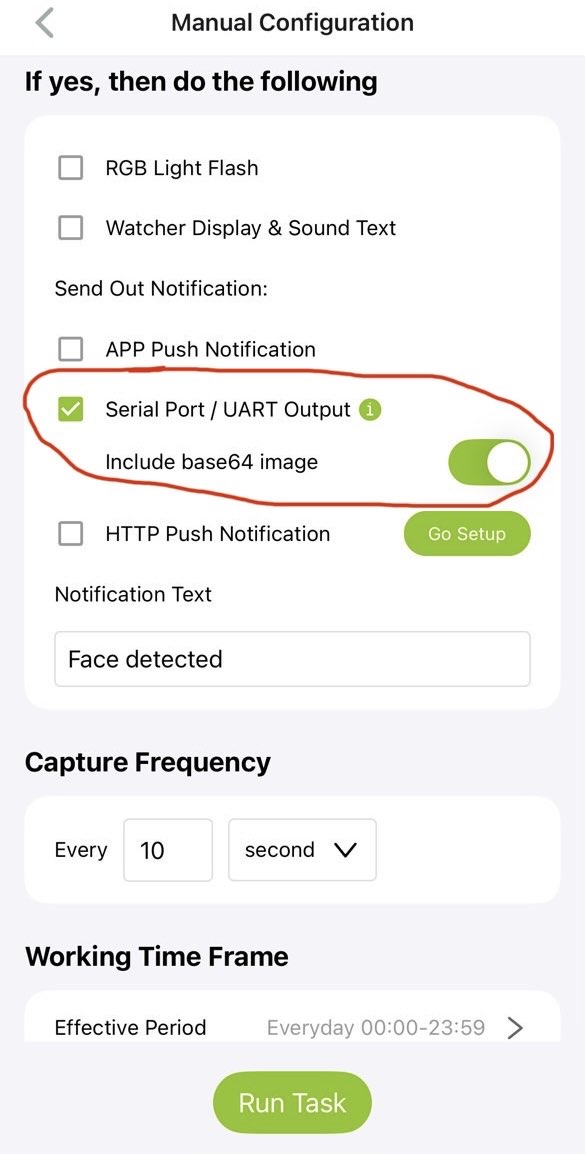 Manual Configuration
If yes, then do the following
RGB Light Flash
Watcher Display & Sound Text
Send Out Notification:
APP Push Notification
Serial Port / UART Output i
Include base64 image
HTTP Push Notification Go Setup
Notification Text
Face detected
Capture Frequency
Every 10 second
Working Time Frame
Effective Period Everyday 00:00-23:59
Run Task